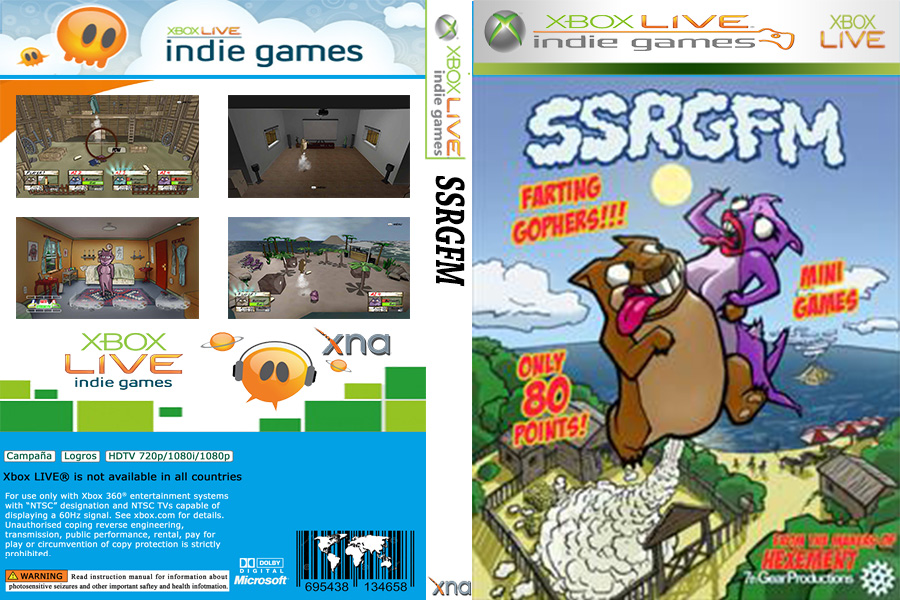 XBOX LIVE
indie games
XBOX LIVE
indie games
SSRGFM
XBOX LIVE
indie games
XBOX
LIVE
SSRGFM
FARTING
GOPHERS!!!
MINI
GAMES
ONLY
80
POINTS!
FROM THE MAKERS OF
HEXEMENT
7th Gear Productions
XBOX
LIVE
indie games
xna
Campaña
Logros
HDTV 720p/1080i/1080p
Xbox LIVE® is not available in all countries
For use only with Xbox 360® entertainment systems
with “NTSC” designation and NTSC TVs capable of
displaying a 60Hz signal. See xbox.com for details.
Unauthorised coping reverse engineering,
transmission, public performance, rental, pay for
play or circumvention of copy protection is strictly
prohibited.
WARNING Read instruction manual for information about
photosensitive seizures and other important saftey and health infomation.
DOLBY
DIGITAL
Microsoft
695438 134658
xna